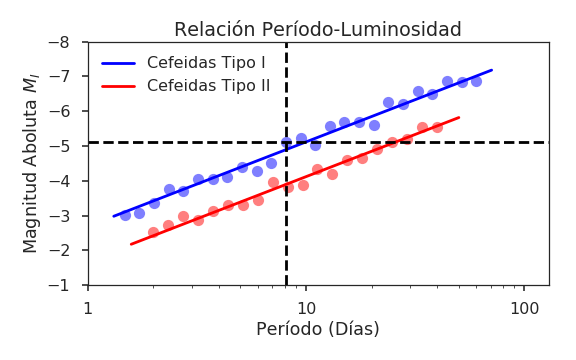 Relación Período-Luminosidad
Cefeidas Tipo I
Cefeidas Tipo II
Magnitud Aboluta M_I
−8
−7
−6
−5
−4
−3
−2
−1
1
10
100
Período (Días)